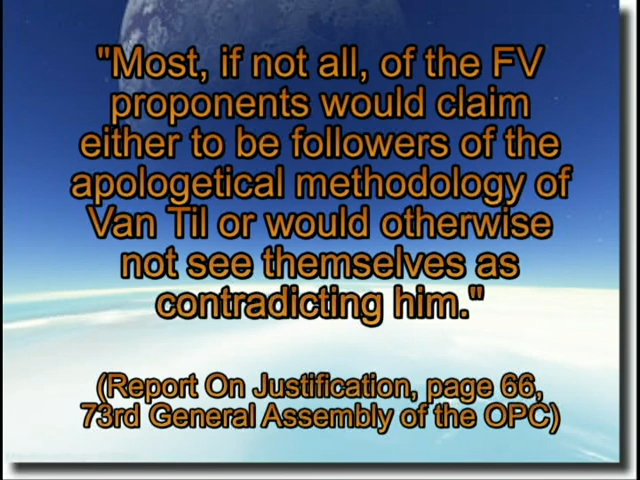 "Most, if not all, of the FV
proponents would claim
either to be followers of the
apologetical methodology of
Van Til or would otherwise
not see themselves as
contradicting him."
(Report On Justification, page 66,
73rd General Assembly of the OPC)